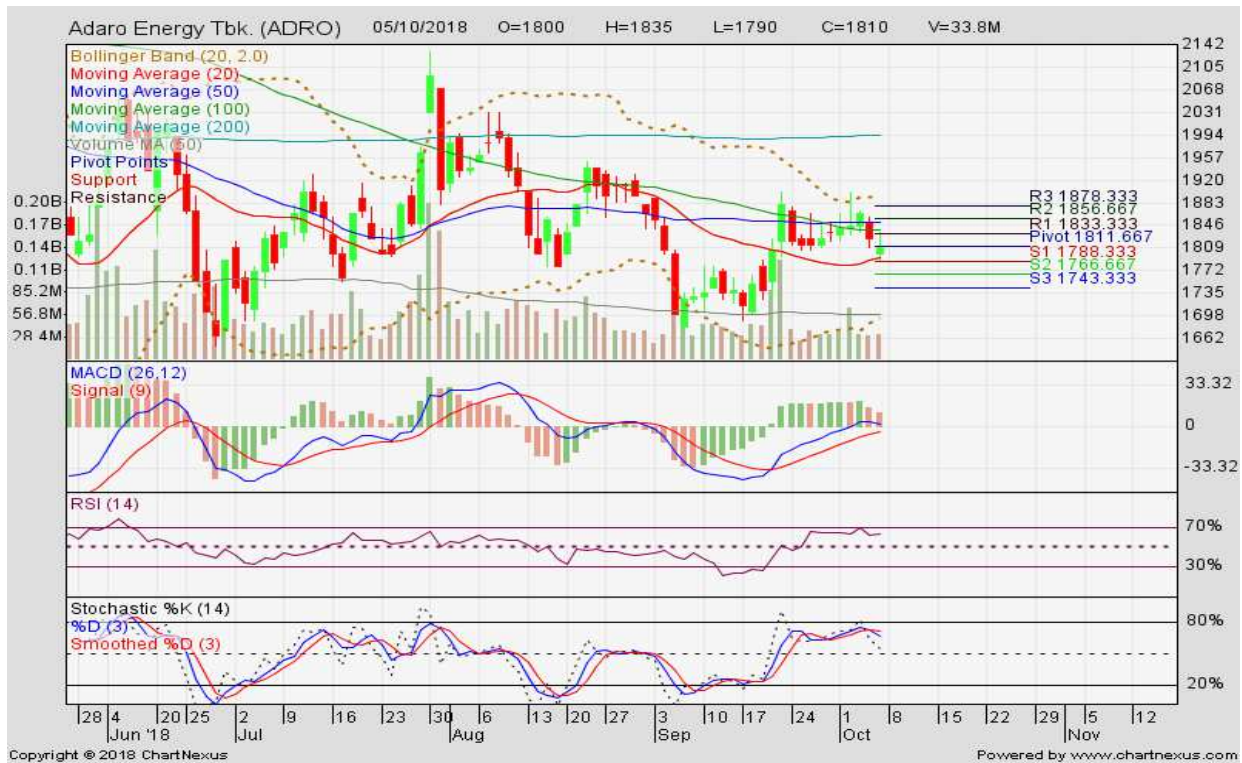 Adaro Energy Tbk. (ADRO) 05/10/2018 O=1800 H=1835 L=1790 C=1810 V=33.8M
Bollinger Band (20, 2.0)
Moving Average (20)
Moving Average (50)
Moving Average (100)
Moving Average (200)
Volume MA (50)
Pivot Points
Support
Resistance
0.20B
0.17B
0.14B
0.11B
85.2M
56.8M
28.4M
2142
2105
2068
2031
1994
1957
1920
1883
1846
1809
1772
1735
1698
1662
R3 1878.333
R2 1856.667
R1 1833.333
Pivot 1811.667
S1 1788.333
S2 1766.667
S3 1743.333
MACD (26,12)
Signal (9)
33.32
0
-33.32
RSI (14)
70%
30%
Stochastic %K (14)
%D (3)
Smoothed %D (3)
80%
20%
28 4 20 25 2 9 16 23 30 6 13 20 27 3 10 17 24 1 8 15 22 29 5 12
Jun '18 Jul Aug Sep Oct Nov
Copyright © 2018 ChartNexus Powered by www.chartnexus.com